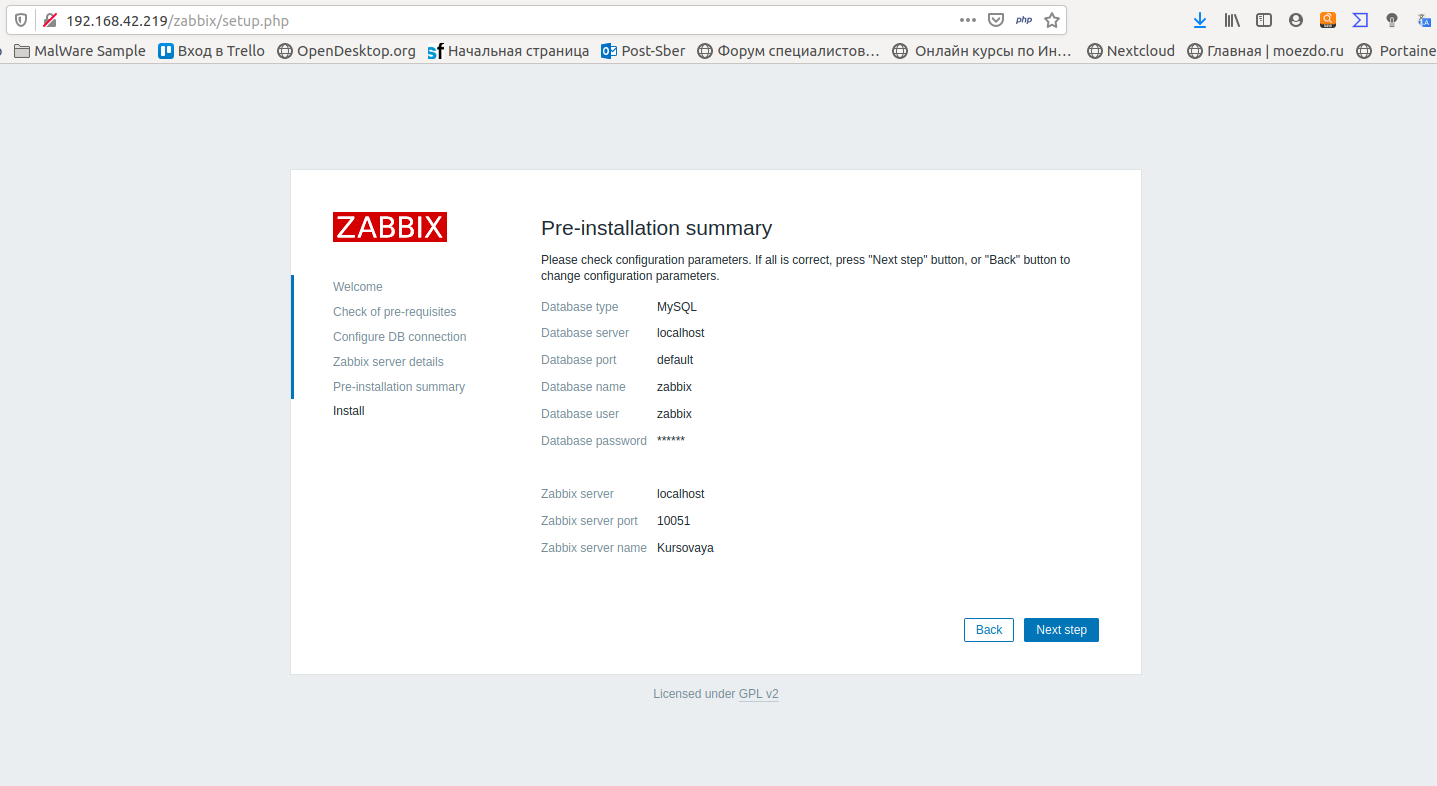 192.168.42.219/zabbix/setup.php
php
MalWare Sample Вход в Trello OpenDesktop.org Начальная страница Post-Sber Форум специалистов… Онлайн курсы по Ин… Nextcloud Главная | moezdo.ru Portaine
ZABBIX
Welcome
Check of pre-requisites
Configure DB connection
Zabbix server details
Pre-installation summary
Install
Pre-installation summary
Please check configuration parameters. If all is correct, press "Next step" button, or "Back" button to
change configuration parameters.
Database type MySQL
Database server localhost
Database port default
Database name zabbix
Database user zabbix
Database password ******
Zabbix server localhost
Zabbix server port 10051
Zabbix server name Kursovaya
Back Next step
Licensed under GPL v2